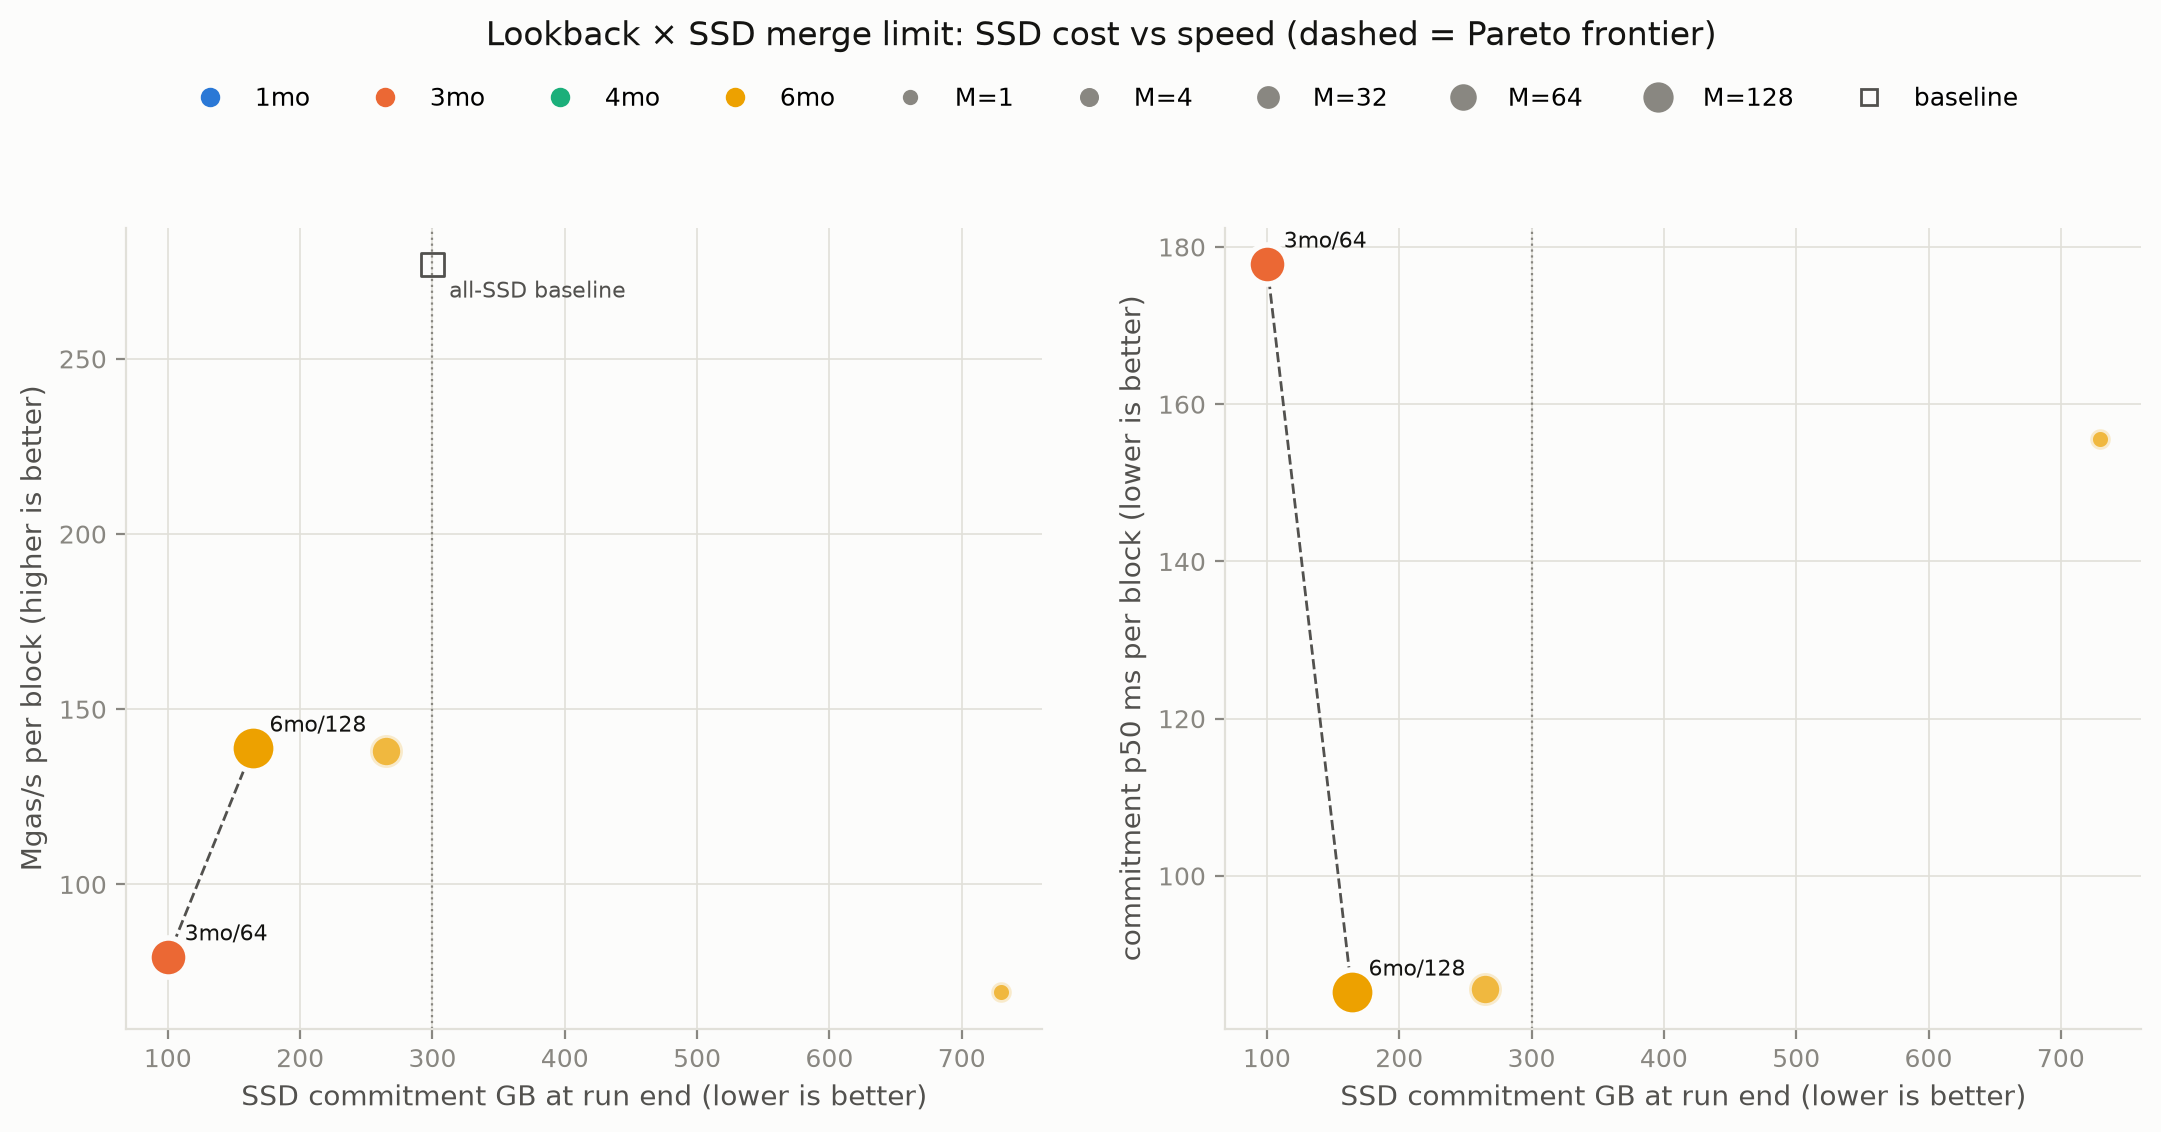 Lookback × SSD merge limit: SSD cost vs speed (dashed = Pareto frontier)
1mo 3mo 4mo 6mo M=1 M=4 M=32 M=64 M=128 baseline
Mgas/s per block (higher is better)
250
200
150
100
all-SSD baseline
6mo/128
3mo/64
100 200 300 400 500 600 700
SSD commitment GB at run end (lower is better)
commitment p50 ms per block (lower is better)
180
160
140
120
100
3mo/64
6mo/128
100 200 300 400 500 600 700
SSD commitment GB at run end (lower is better)